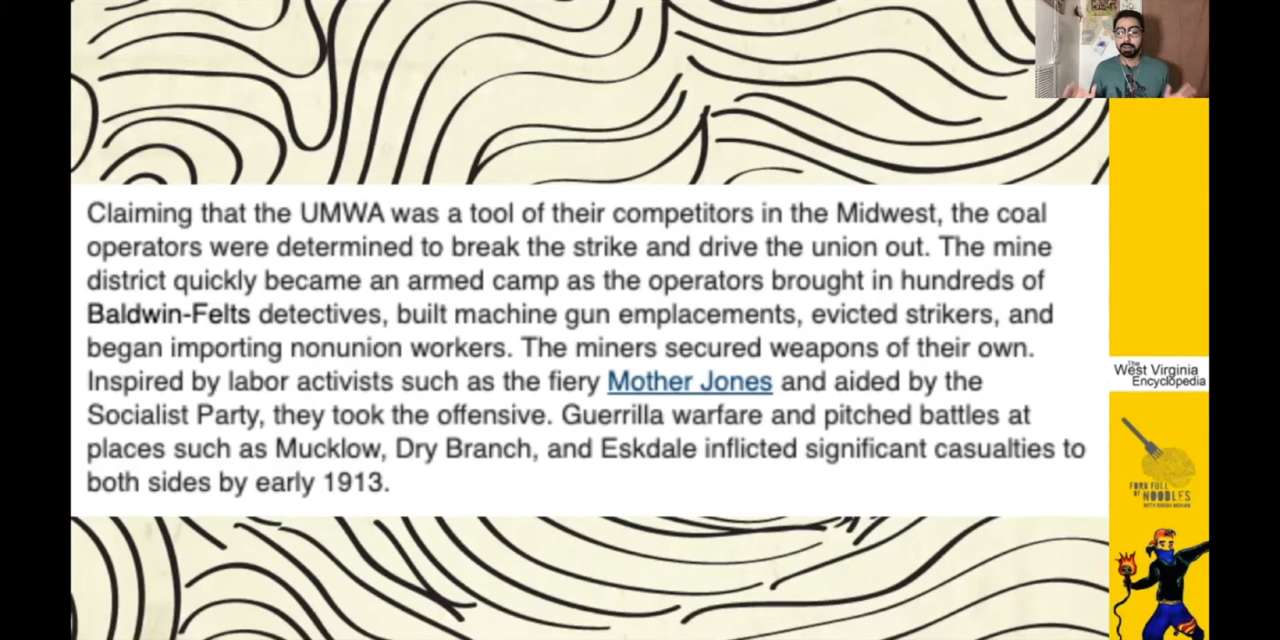 Claiming that the UMWA was a tool of their competitors in the Midwest, the coal
operators were determined to break the strike and drive the union out. The mine
district quickly became an armed camp as the operators brought in hundreds of
Baldwin-Felts detectives, built machine gun emplacements, evicted strikers, and
began importing nonunion workers. The miners secured weapons of their own.
Inspired by labor activists such as the fiery Mother Jones and aided by the
Socialist Party, they took the offensive. Guerrilla warfare and pitched battles at
places such as Mucklow, Dry Branch, and Eskdale inflicted significant casualties to
both sides by early 1913.
The
West Virginia
Encyclopedia
FORK FULL
OF NOODLES